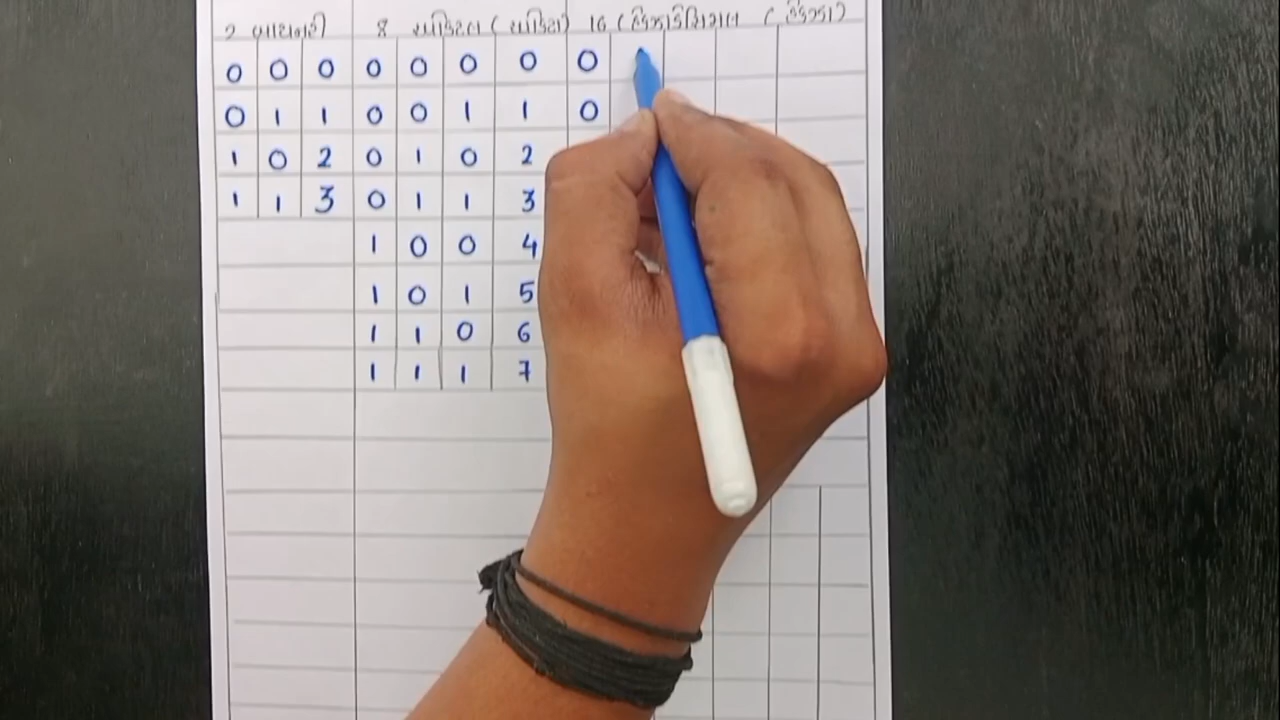 2 બાયનરી 8 ઓક્ટલ ( ઓક્ટા) 16 ( હેક્ઝાડેસિમલ ( હેક્ઝા)
0 0 0 0 0 0 0 0
0 1 1 0 0 1 1 0
1 0 2 0 1 0 2
1 1 3 0 1 1 3
1 0 0 4
1 0 1 5
1 1 0 6
1 1 1 7